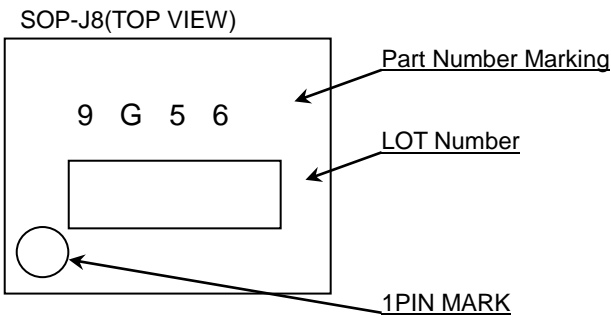 SOP-J8(TOP VIEW)
Part Number Marking
9 G 5 6
LOT Number
1PIN MARK